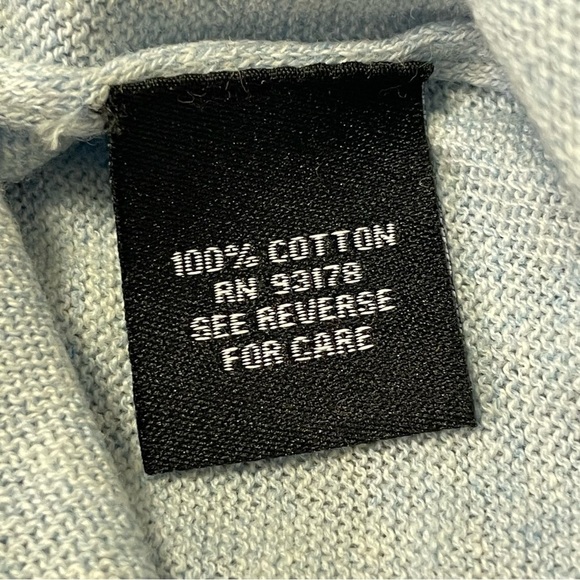 100% COTTON
RN 93178
SEE REVERSE
FOR CARE